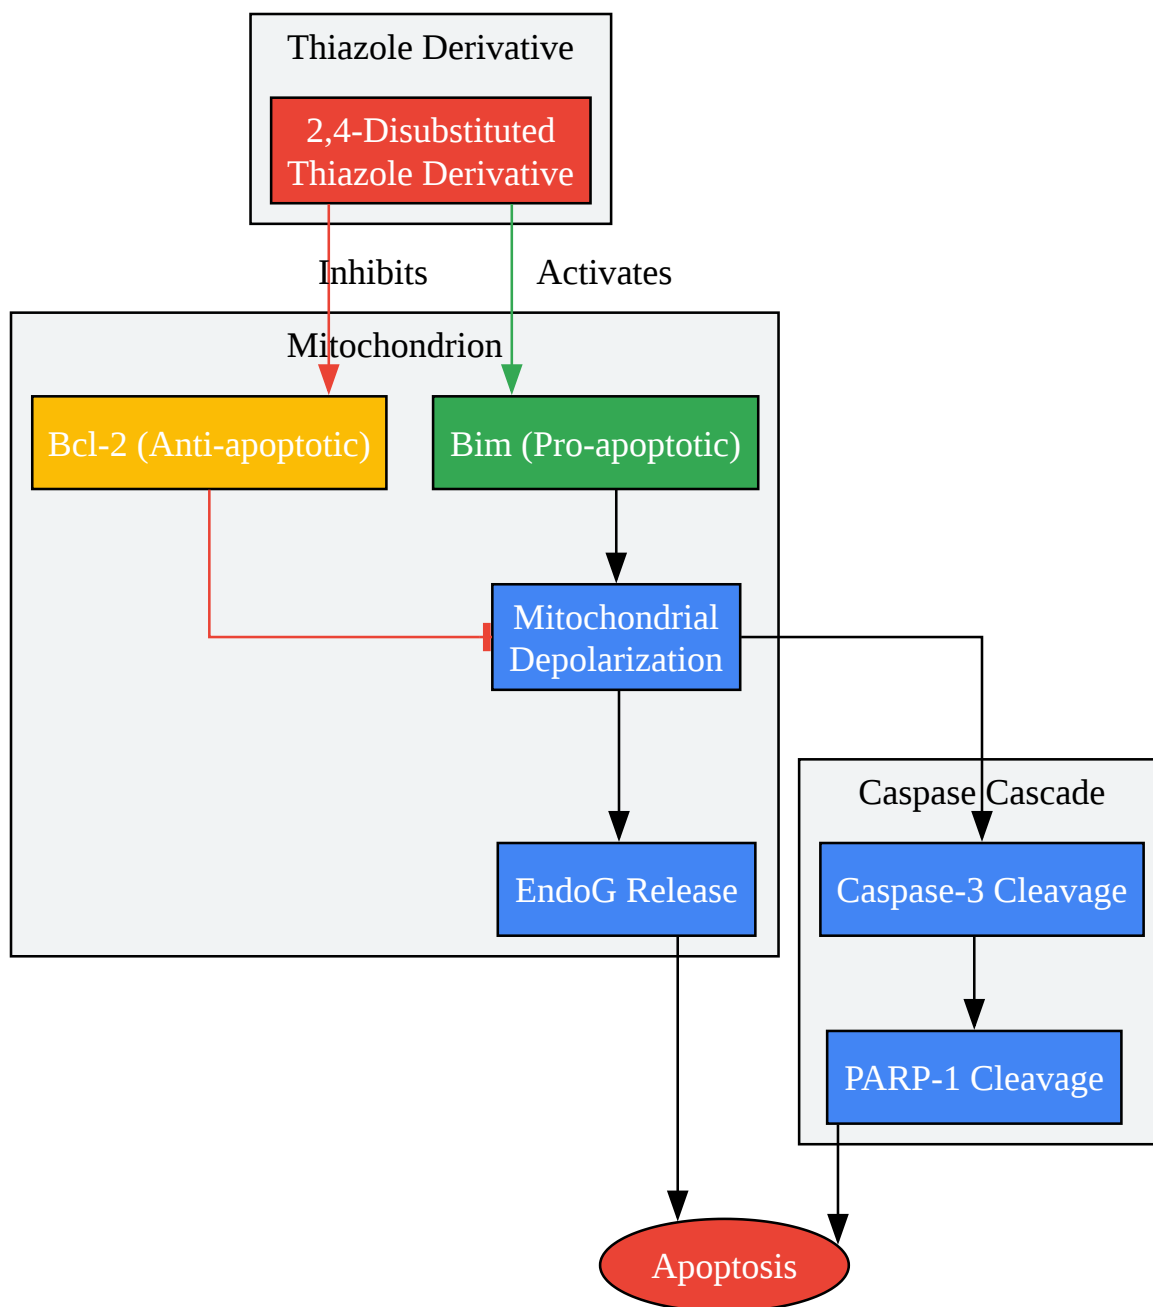 Thiazole Derivative
2,4-Disubstituted
Thiazole Derivative
Inhibits
Activates
Mitochondrion
Bcl-2 (Anti-apoptotic)
Bim (Pro-apoptotic)
Mitochondrial
Depolarization
Caspase Cascade
EndoG Release
Caspase-3 Cleavage
PARP-1 Cleavage
Apoptosis